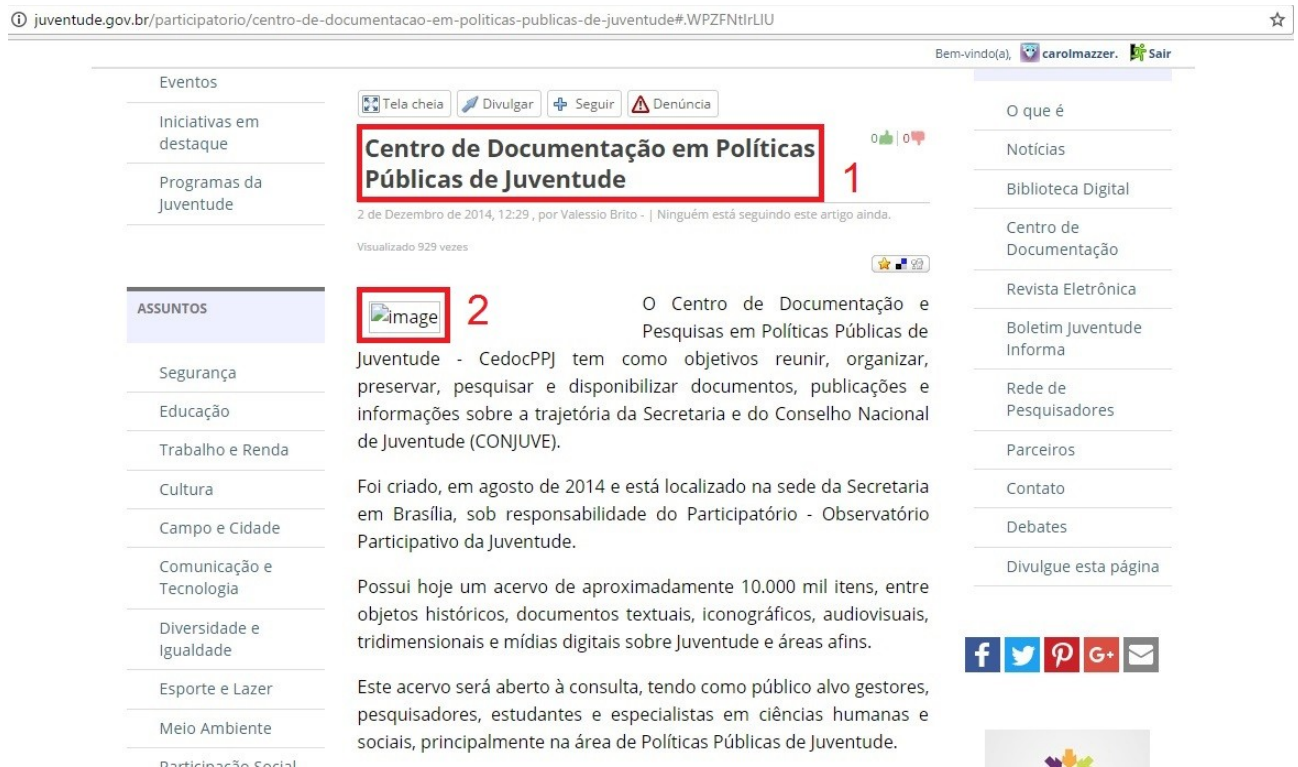 juventude.gov.br/participatorio/centro-de-documentacao-em-politicas-publicas-de-juventude#.WPZFNtIrLIU
Bem-vindo(a), carolmazzer. Sair
Eventos
Iniciativas em
destaque
Programas da
Juventude
ASSUNTOS
Segurança
Educação
Trabalho e Renda
Cultura
Campo e Cidade
Comunicação e
Tecnologia
Diversidade e
Igualdade
Esporte e Lazer
Meio Ambiente
Participação Social
Tela cheia Divulgar Seguir Denúncia
Centro de Documentação em Políticas
Públicas de Juventude
1
0 0
2 de Dezembro de 2014, 12:29 , por Valessio Brito - | Ninguém está seguindo este artigo ainda.
Visualizado 929 vezes
image
2
O Centro de Documentação e
Pesquisas em Políticas Públicas de
Juventude - CedocPPJ tem como objetivos reunir, organizar,
preservar, pesquisar e disponibilizar documentos, publicações e
informações sobre a trajetória da Secretaria e do Conselho Nacional
de Juventude (CONJUVE).
Foi criado, em agosto de 2014 e está localizado na sede da Secretaria
em Brasília, sob responsabilidade do Participatório - Observatório
Participativo da Juventude.
Possui hoje um acervo de aproximadamente 10.000 mil itens, entre
objetos históricos, documentos textuais, iconográficos, audiovisuais,
tridimensionais e mídias digitais sobre Juventude e áreas afins.
Este acervo será aberto à consulta, tendo como público alvo gestores,
pesquisadores, estudantes e especialistas em ciências humanas e
sociais, principalmente na área de Políticas Públicas de Juventude.
O que é
Notícias
Biblioteca Digital
Centro de
Documentação
Revista Eletrônica
Boletim Juventude
Informa
Rede de
Pesquisadores
Parceiros
Contato
Debates
Divulgue esta página
f G+